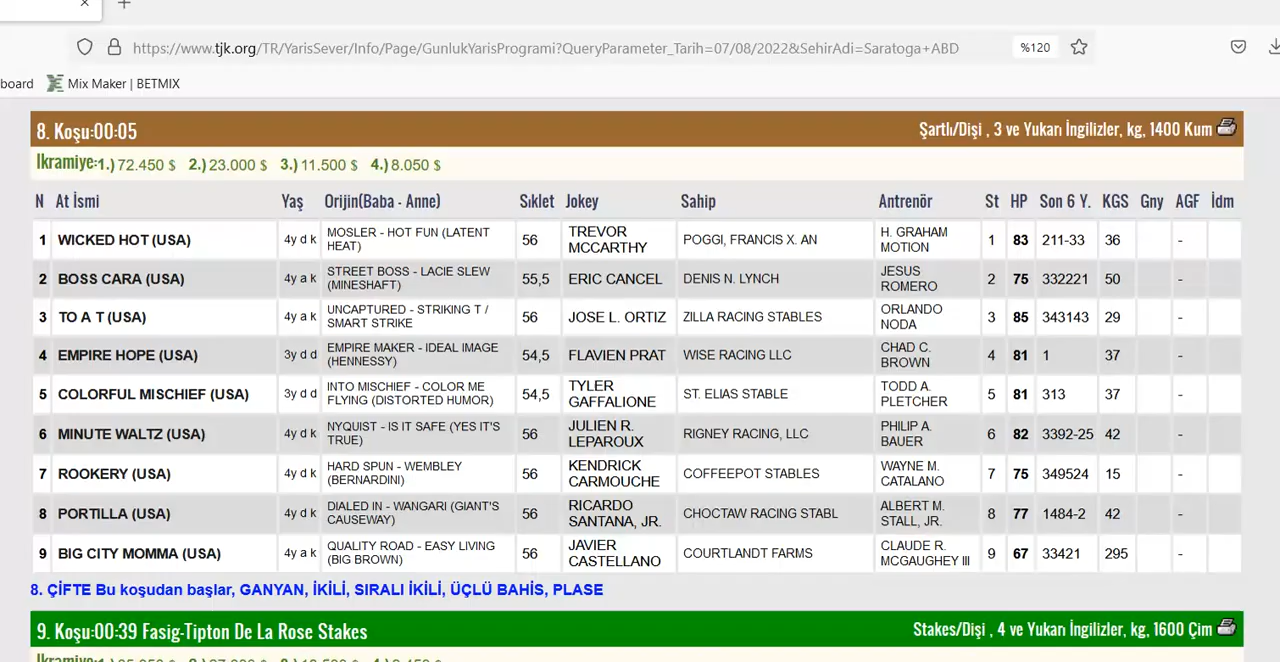 https://www.tjk.org/TR/YarisSever/Info/Page/GunlukYarisProgrami?QueryParameter_Tarih=07/08/2022&SehirAdi=Saratoga+ABD %120
board Mix Maker | BETMIX
8. Koşu:00:05 Şartlı/Dişi , 3 ve Yukarı İngilizler, kg, 1400 Kum
İkramiye:1.) 72.450 $ 2.) 23.000 $ 3.) 11.500 $ 4.) 8.050 $
N At İsmi Yaş Orijin(Baba - Anne) Sıklet Jokey Sahip Antrenör St HP Son 6 Y. KGS Gny AGF İdm
1 WICKED HOT (USA) 4y d k MOSLER - HOT FUN (LATENT HEAT) 56 TREVOR MCCARTHY POGGI, FRANCIS X. AN H. GRAHAM MOTION 1 83 211-33 36 -
2 BOSS CARA (USA) 4y a k STREET BOSS - LACIE SLEW (MINESHAFT) 55,5 ERIC CANCEL DENIS N. LYNCH JESUS ROMERO 2 75 332221 50 -
3 TO A T (USA) 4y a k UNCAPTURED - STRIKING T / SMART STRIKE 56 JOSE L. ORTIZ ZILLA RACING STABLES ORLANDO NODA 3 85 343143 29 -
4 EMPIRE HOPE (USA) 3y d d EMPIRE MAKER - IDEAL IMAGE (HENNESSY) 54,5 FLAVIEN PRAT WISE RACING LLC CHAD C. BROWN 4 81 1 37 -
5 COLORFUL MISCHIEF (USA) 3y d d INTO MISCHIEF - COLOR ME FLYING (DISTORTED HUMOR) 54,5 TYLER GAFFALIONE ST. ELIAS STABLE TODD A. PLETCHER 5 81 313 37 -
6 MINUTE WALTZ (USA) 4y d k NYQUIST - IS IT SAFE (YES IT'S TRUE) 56 JULIEN R. LEPAROUX RIGNEY RACING, LLC PHILIP A. BAUER 6 82 3392-25 42 -
7 ROOKERY (USA) 4y d k HARD SPUN - WEMBLEY (BERNARDINI) 56 KENDRICK CARMOUCHE COFFEEPOT STABLES WAYNE M. CATALANO 7 75 349524 15 -
8 PORTILLA (USA) 4y d k DIALED IN - WANGARI (GIANT'S CAUSEWAY) 56 RICARDO SANTANA, JR. CHOCTAW RACING STABL ALBERT M. STALL, JR. 8 77 1484-2 42 -
9 BIG CITY MOMMA (USA) 4y a k QUALITY ROAD - EASY LIVING (BIG BROWN) 56 JAVIER CASTELLANO COURTLANDT FARMS CLAUDE R. MCGAUGHEY III 9 67 33421 295 -
8. ÇİFTE Bu koşudan başlar, GANYAN, İKİLİ, SIRALI İKİLİ, ÜÇLÜ BAHİS, PLASE
9. Koşu:00:39 Fasig-Tipton De La Rose Stakes Stakes/Dişi , 4 ve Yukarı İngilizler, kg, 1600 Çim